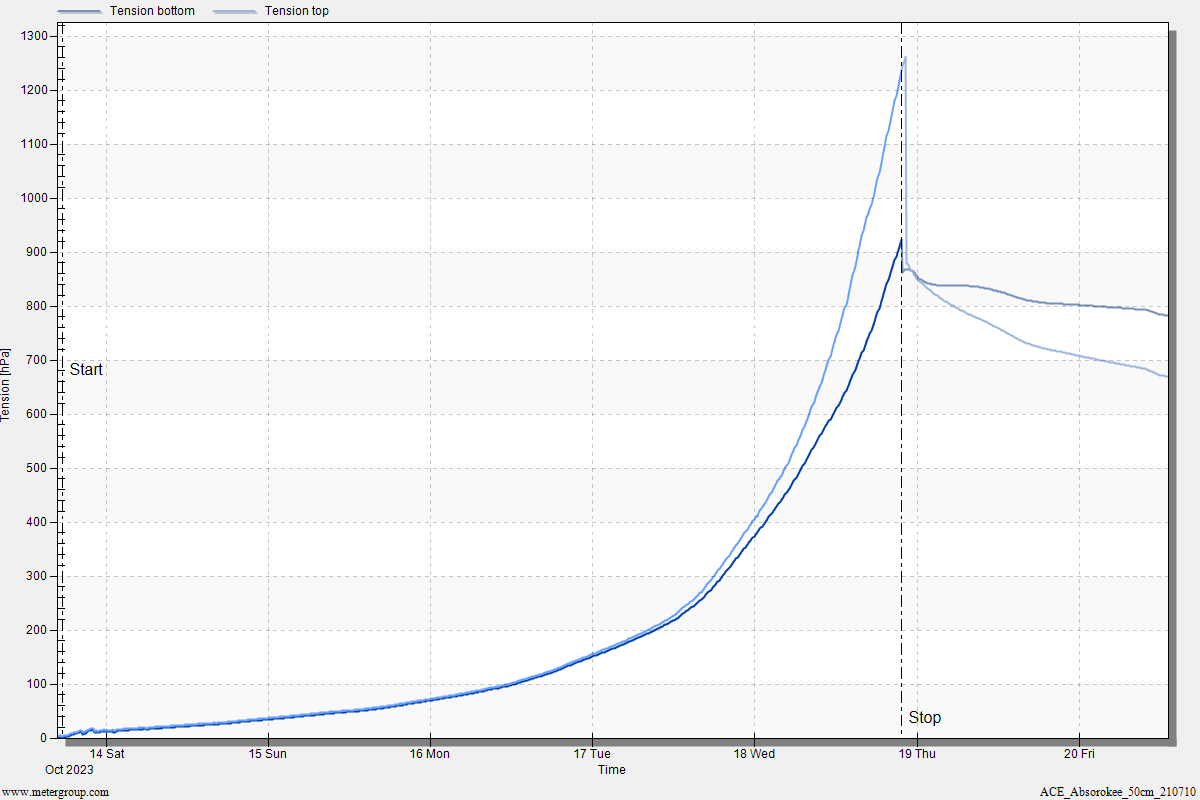 Tension bottom Tension top
1300
1200
1100
1000
900
800
700
600
500
400
300
200
100
0
Tension [hPa]
Start
Stop
14 Sat 15 Sun 16 Mon 17 Tue 18 Wed 19 Thu 20 Fri
Oct 2023 Time
www.metergroup.com ACE_Absorokee_50cm_210710